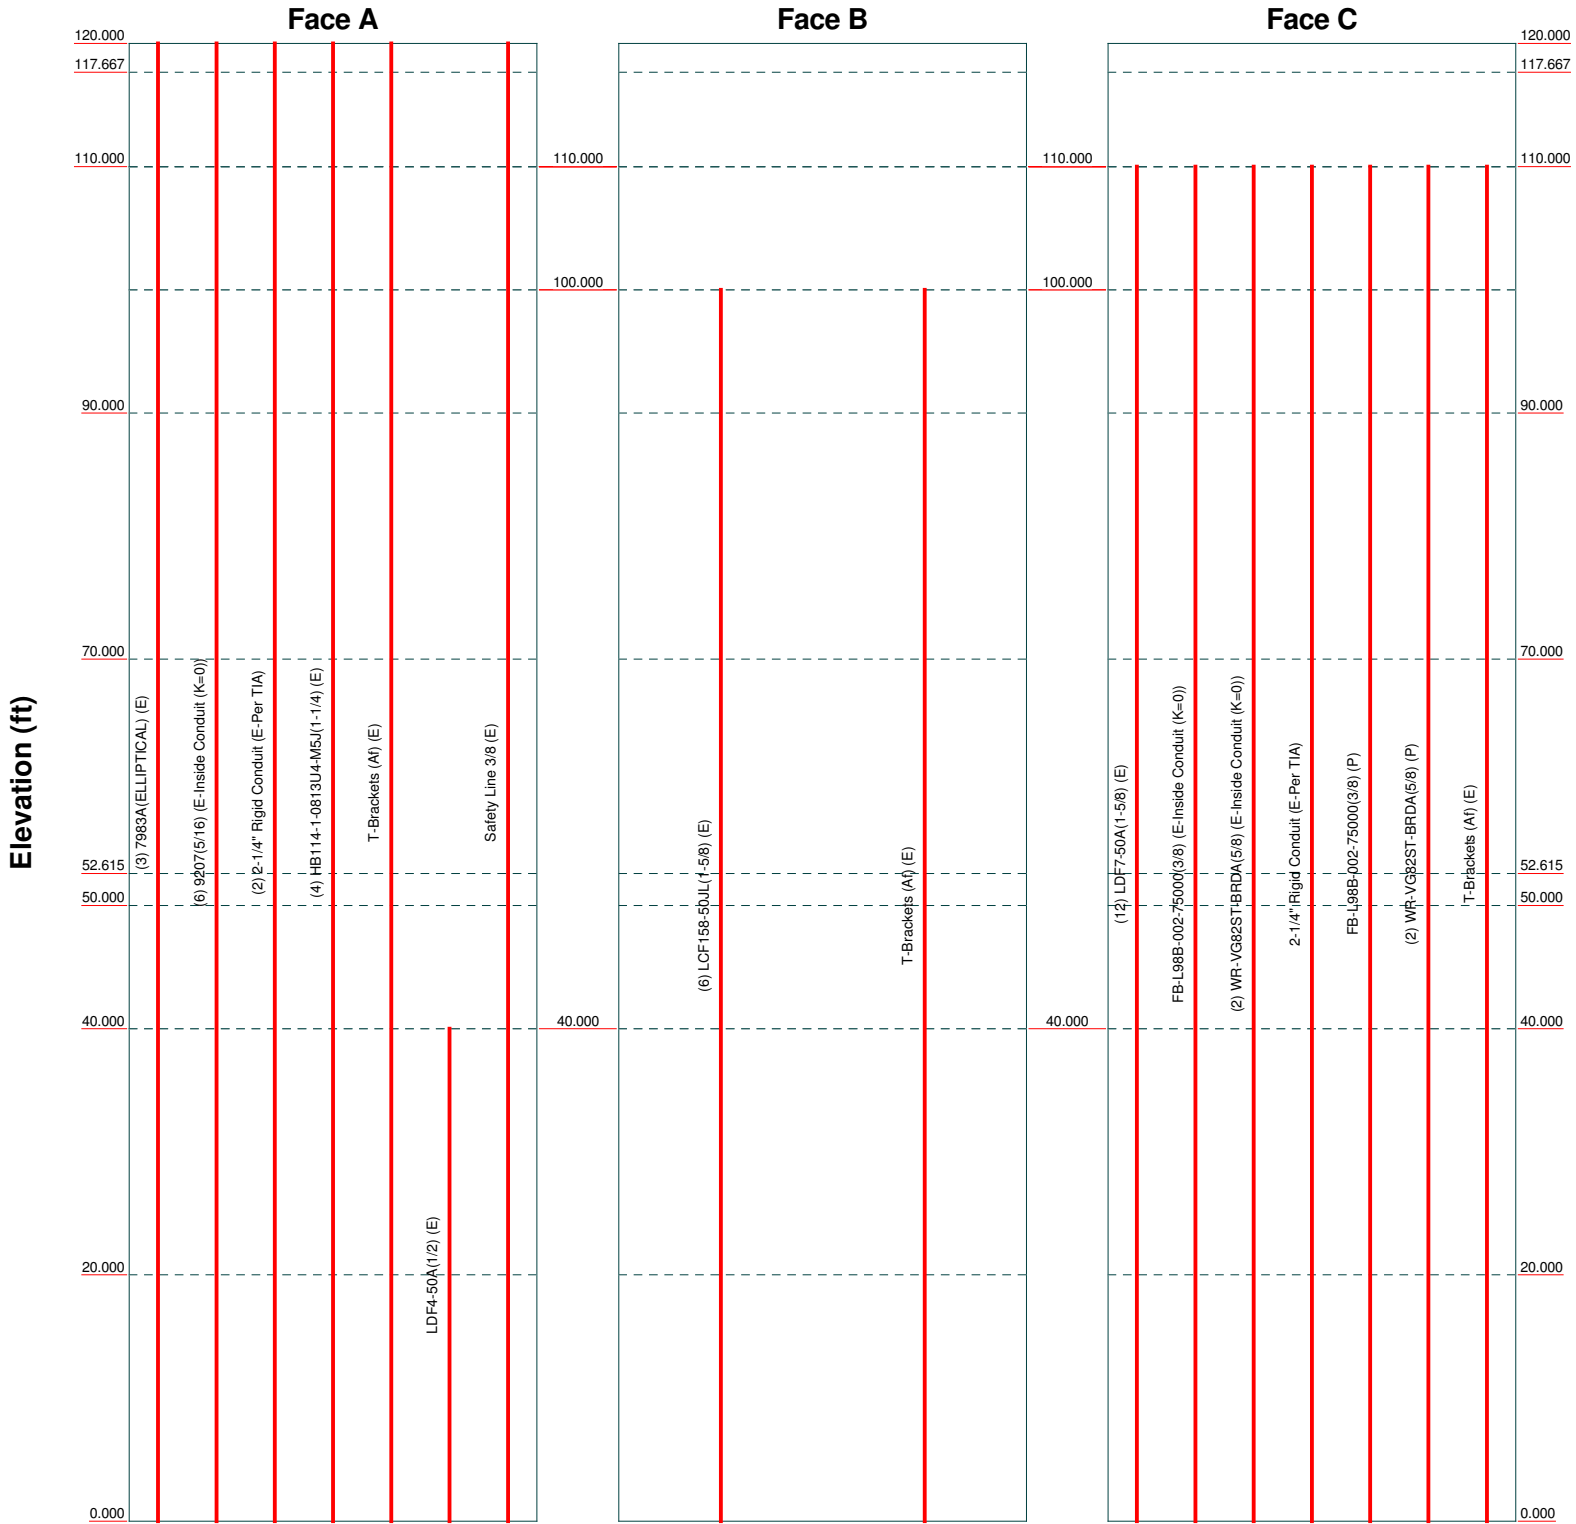 Face A
Face B
Face C
120.000
120.000
117.667
117.667
110.000
110.000
110.000
110.000
100.000
100.000
90.000
90.000
70.000
70.000
Elevation (ft)
(3) 7983A(ELLIPTICAL) (E)
(6) 9207(5/16) (E-Inside Conduit (K=0))
(2) 2-1/4" Rigid Conduit (E-Per TIA)
(4) HB114-1-0813U4-M5J(1-1/4) (E)
T-Brackets (Af) (E)
LDF4-50A(1/2) (E)
Safety Line 3/8 (E)
(6) LCF158-50JL(1-5/8) (E)
T-Brackets (Af) (E)
(12) LDF7-50A(1-5/8) (E)
FB-L98B-002-75000(3/8) (E-Inside Conduit (K=0))
(2) WR-VG82ST-BRDA(5/8) (E-Inside Conduit (K=0))
2-1/4" Rigid Conduit (E-Per TIA)
FB-L98B-002-75000(3/8) (P)
(2) WR-VG82ST-BRDA(5/8) (P)
T-Brackets (Af) (E)
52.615
52.615
50.000
50.000
40.000
40.000
40.000
40.000
20.000
20.000
0.000
0.000